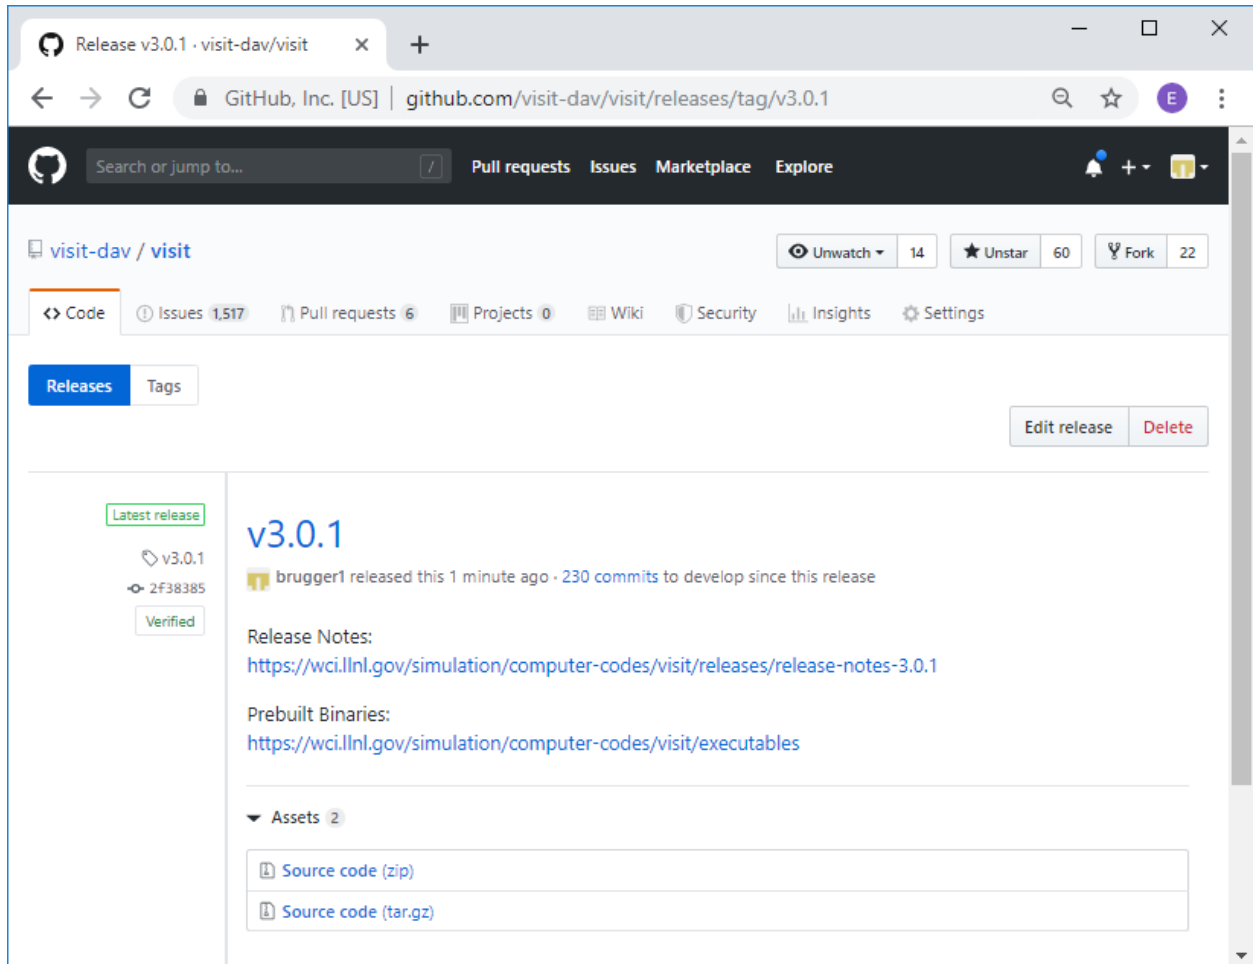 Release v3.0.1 · visit-dav/visit
GitHub, Inc. [US] | github.com/visit-dav/visit/releases/tag/v3.0.1
E
Search or jump to... /
Pull requests Issues Marketplace Explore
visit-dav / visit
Unwatch 14 Unstar 60 Fork 22
Code Issues 1,517 Pull requests 6 Projects 0 Wiki Security Insights Settings
Releases Tags
Edit release Delete
Latest release
v3.0.1
2f38385
Verified
v3.0.1
brugger1 released this 1 minute ago · 230 commits to develop since this release
Release Notes:
https://wci.llnl.gov/simulation/computer-codes/visit/releases/release-notes-3.0.1
Prebuilt Binaries:
https://wci.llnl.gov/simulation/computer-codes/visit/executables
Assets 2
Source code (zip)
Source code (tar.gz)